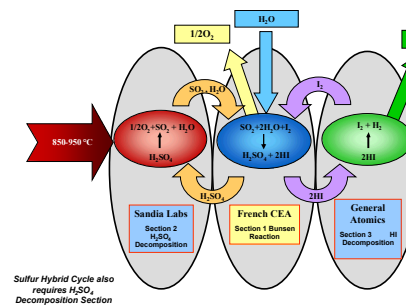 1/2O₂
H₂O
SO₂, H₂O
I₂
850-950 °C
1/2O₂+SO₂ + H₂O
H₂SO₄
SO₂+2H₂O+I₂
H₂SO₄ + 2HI
I₂ + H₂
2HI
H₂SO₄
2HI
Sandia Labs
Section 2
H₂SO₄
Decomposition
French CEA
Section 1 Bunsen
Reaction
General
Atomics
Section 3 HI
Decomposition
Sulfur Hybrid Cycle also
requires H₂SO₄
Decomposition Section